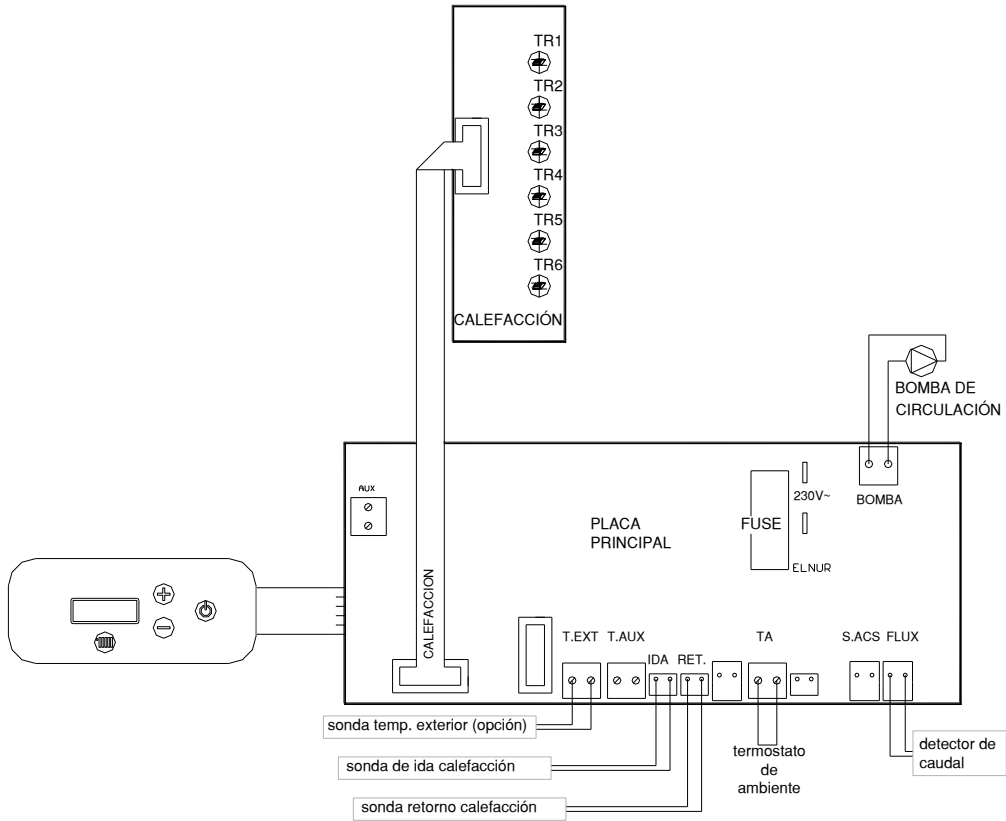 TR1
TR2
TR3
TR4
TR5
TR6
CALEFACCIÓN
BOMBA DE
CIRCULACIÓN
AUX
PLACA
PRINCIPAL
FUSE
230V~
BOMBA
ELNUR
CALEFACCION
T.EXT
T.AUX
IDA
RET.
TA
S.ACS
FLUX
sonda temp. exterior (opción)
sonda de ida calefacción
sonda retorno calefacción
termostato
de
ambiente
detector de
caudal